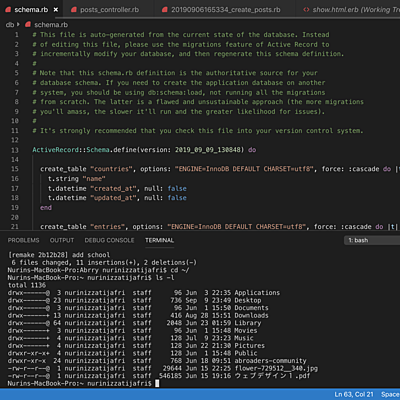 schema.rb × posts_controller.rb 20190906165334_create_posts.rb show.html.erb (Working Tre
db › schema.rb
1 # This file is auto-generated from the current state of the database. Instead
2 # of editing this file, please use the migrations feature of Active Record to
3 # incrementally modify your database, and then regenerate this schema definition.
4 #
5 # Note that this schema.rb definition is the authoritative source for your
6 # database schema. If you need to create the application database on another
7 # system, you should be using db:schema:load, not running all the migrations
8 # from scratch. The latter is a flawed and unsustainable approach (the more migrations
9 # you'll amass, the slower it'll run and the greater likelihood for issues).
10 #
11 # It's strongly recommended that you check this file into your version control system.
12
13 ActiveRecord::Schema.define(version: 2019_09_09_130848) do
14
15 create_table "countries", options: "ENGINE=InnoDB DEFAULT CHARSET=utf8", force: :cascade do |t
16 t.string "name"
17 t.datetime "created_at", null: false
18 t.datetime "updated_at", null: false
19 end
20
21 create_table "entries", options: "ENGINE=InnoDB DEFAULT CHARSET=utf8", force: :cascade do |t|
PROBLEMS OUTPUT DEBUG CONSOLE TERMINAL 1: bash
[remake 2b12b28] add school
6 files changed, 11 insertions(+), 2 deletions(-)
Nurins-MacBook-Pro:Abrry nurinizzatijafri$ cd ~/
Nurins-MacBook-Pro:~ nurinizzatijafri$ ls -l
total 1136
drwx------@ 3 nurinizzatijafri staff 96 Jun 3 22:35 Applications
drwx------@ 23 nurinizzatijafri staff 736 Sep 9 23:49 Desktop
drwx------@ 3 nurinizzatijafri staff 96 Jun 1 15:50 Documents
drwx------+ 13 nurinizzatijafri staff 416 Aug 28 15:51 Downloads
drwx------@ 64 nurinizzatijafri staff 2048 Jun 23 01:59 Library
drwx------+ 3 nurinizzatijafri staff 96 Jun 1 15:48 Movies
drwx------+ 4 nurinizzatijafri staff 128 Jul 9 23:23 Music
drwx------+ 4 nurinizzatijafri staff 128 Jun 22 21:30 Pictures
drwxr-xr-x+ 4 nurinizzatijafri staff 128 Jun 1 15:48 Public
drwxr-xr-x 24 nurinizzatijafri staff 768 Jun 18 09:51 abroaders-community
-rw-r--r--@ 1 nurinizzatijafri staff 29644 Jun 15 22:25 flower-729512__340.jpg
-rw-r--r--@ 1 nurinizzatijafri staff 546185 Jun 15 19:16 ウェブデザイン１.pdf
Nurins-MacBook-Pro:~ nurinizzatijafri$
Ln 63, Col 21 Space